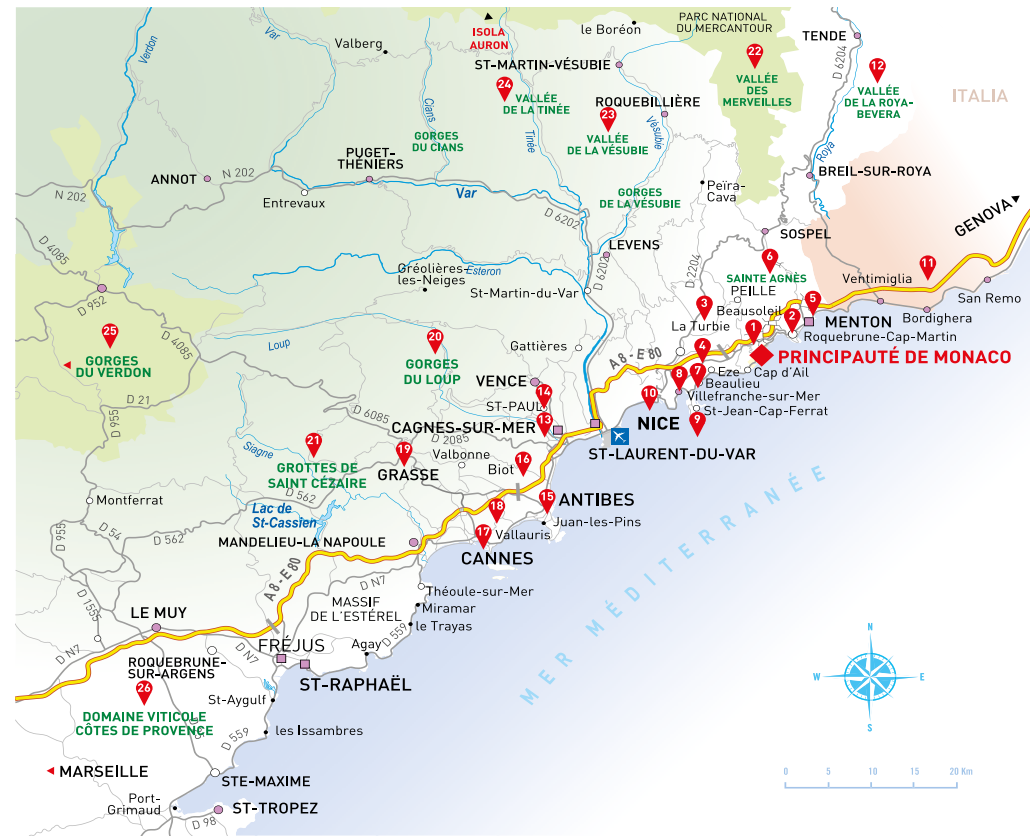 PARC NATIONAL
DU MERCANTOUR
ISOLA
AURON
le Boréon
TENDE
Verdon
Var
Valberg
ST-MARTIN-VÉSUBIE
22
12
D 6204
24
VALLÉE
DE LA TINÉE
VALLÉE
DES
MERVEILLES
VALLÉE
DE LA ROYA-
BEVERA
ITALIA
Cians
ROQUEBILLIÈRE
23
VALLÉE
DE LA VÉSUBIE
Vésubie
Tinée
GORGES
DU CIANS
Roya
PUGET-
THÉNIERS
ANNOT
N 202
N 202
Entrevaux
Var
BREIL-SUR-ROYA
Peïra-
Cava
GORGES
DE LA VÉSUBIE
D 6202
GENOVA
SOSPEL
LEVENS
D 4085
D 6202
D 2204
6
SAINTE AGNÈS
11
Gréolières-
les-Neiges
Esteron
St-Martin-du-Var
PEILLE
Ventimiglia
San Remo
D 952
3
Beausoleil
5
Bordighera
La Turbie
1
2
MENTON
Roquebrune-Cap-Martin
25
GORGES
DU VERDON
D 4085
Loup
20
GORGES
DU LOUP
Gattières
A8-E80
4
PRINCIPAUTÉ DE MONACO
Eze
Cap d'Ail
D 21
VENCE
8
7
Beaulieu
14
ST-PAUL
10
Villefranche-sur-Mer
St-Jean-Cap-Ferrat
D 955
D 6085
13
CAGNES-SUR-MER
NICE
9
21
D 2085
19
Valbonne
ST-LAURENT-DU-VAR
Siagne
GROTTES DE
SAINT CÉZAIRE
GRASSE
16
Biot
Montferrat
D 562
Lac de
St-Cassien
18
15
ANTIBES
Juan-les-Pins
D 955
D 54
D 562
MANDELIEU-LA NAPOULE
17
Vallauris
CANNES
MER MÉDITERRANÉE
A8-E80
D N7
Théoule-sur-Mer
D 1555
MASSIF
DE L'ESTÉREL
Miramar
le Trayas
LE MUY
D N7
D N7
FRÉJUS
Agay
D 559
ROQUEBRUNE-
SUR-ARGENS
ST-RAPHAËL
26
St-Aygulf
DOMAINE VITICOLE
CÔTES DE PROVENCE
D 559
les Issambres
N
W
E
S
MARSEILLE
STE-MAXIME
0
5
10
20 Km
Port-
Grimaud
ST-TROPEZ
D 98